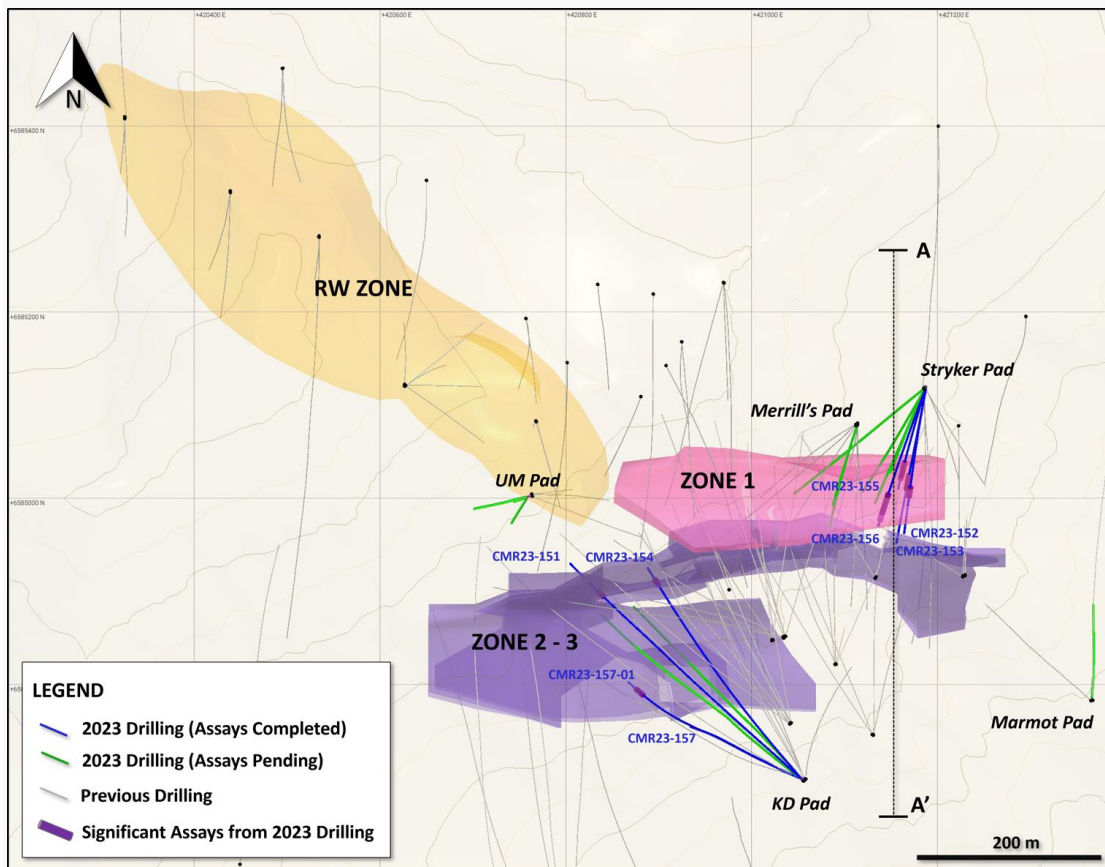 +420400 E
+420600 E
+420800 E
+421000 E
+421200 E
N
+6585400 N
A
RW ZONE
+6585200 N
Stryker Pad
Merrill's Pad
UM Pad
ZONE 1
CMR23-155
+6585000 N
CMR23-156
CMR23-152
CMR23-153
CMR23-151
CMR23-154
ZONE 2 - 3
CMR23-157-01
CMR23-157
Marmot Pad
KD Pad
A'
LEGEND
2023 Drilling (Assays Completed)
2023 Drilling (Assays Pending)
Previous Drilling
Significant Assays from 2023 Drilling
200 m